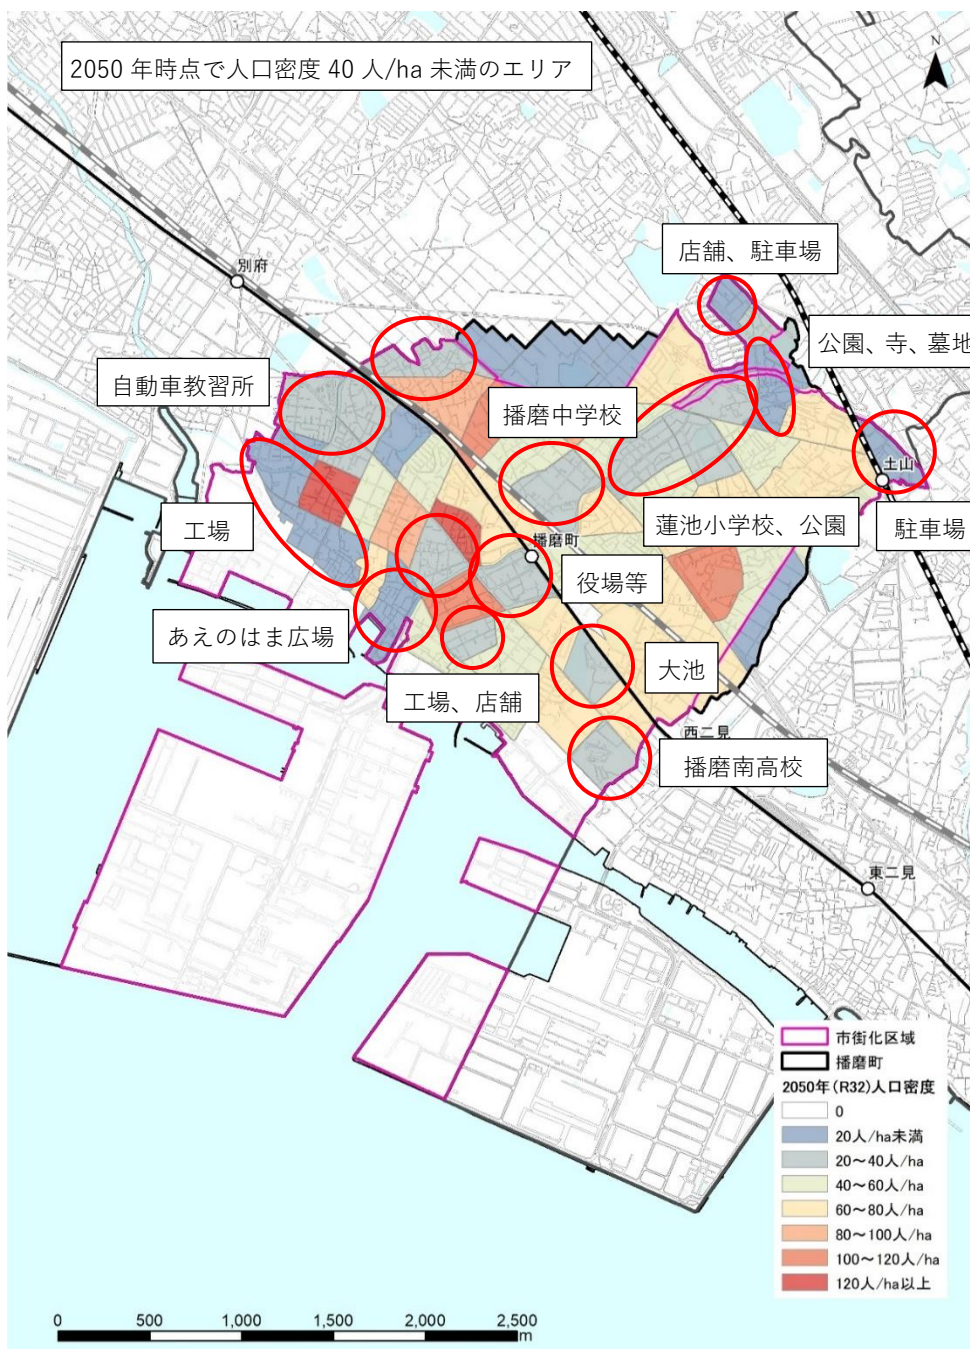 2050 年時点で人口密度 40 人/ha 未満のエリア
N
店舗、駐車場
別府
公園、寺、墓地
自動車教習所
播磨中学校
土山
工場
蓮池小学校、公園
駐車場
播磨町
役場等
あえのはま広場
大池
工場、店舗
西二見
播磨南高校
東二見
市街化区域
播磨町
2050年(R32)人口密度
0
20人/ha未満
20～40人/ha
40～60人/ha
60～80人/ha
80～100人/ha
100～120人/ha
120人/ha以上
0 500 1,000 1,500 2,000 2,500
m